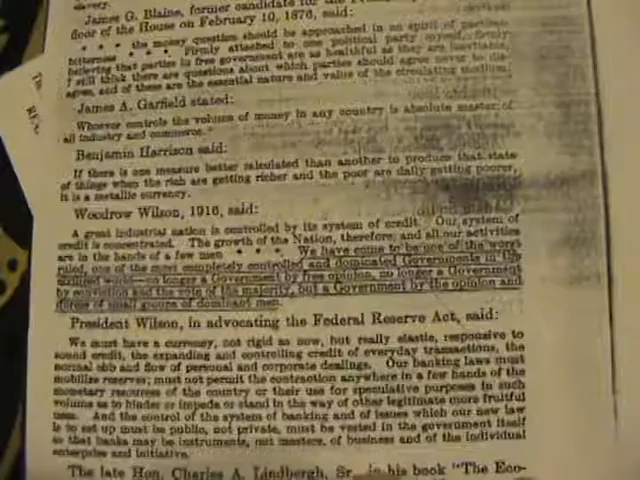 slavery.
James G. Blaine, former candidate for the
floor of the House on February 10, 1876, said:
* * * the money question should be approached in no spirit of partisan
bitterness * * * * Firmly attached to one political party myself, firmly
believing that parties in free government are as healthful as they are inevitable,
I still think there are questions about which parties should agree never to dis-
agree, and of these are the essential nature and value of the circulating medium.
James A. Garfield stated:
Whoever controls the volume of money in any country is absolute master of
all industry and commerce."
Benjamin Harrison said:
If there is one measure better calculated than another to produce that state
of things when the rich are getting richer and the poor are daily getting poorer,
it is a metallic currency.
Woodrow Wilson, 1916, said:
A great industrial nation is controlled by its system of credit. Our system of
credit is concentrated. The growth of the Nation, therefore, and all our activities
are in the hands of a few men * * * * We have come to be one of the worst
ruled, one of the most completely controlled and dominated Governments in the
civilized world—no longer a Government by free opinion, no longer a Government
by conviction and the vote of the majority, but a Government by the opinion and
duress of small groups of dominant men.
President Wilson, in advocating the Federal Reserve Act, said:
We must have a currency, not rigid as now, but really elastic, responsive to
sound credit, the expanding and controlling credit of everyday transactions, the
normal ebb and flow of personal and corporate dealings. Our banking laws must
mobilize reserves; must not permit the contraction anywhere in a few hands of the
monetary resources of the country or their use for speculative purposes in such
volume as to hinder or impede or stand in the way of other legitimate more fruitful
uses. And the control of the system of banking and of issues which our new law
is to set up must be public, not private, must be vested in the government itself
so that banks may be instruments, not masters, of business and of the individual
enterprise and initiative.
The late Hon. Charles A. Lindbergh, Sr. in his book "The Eco-